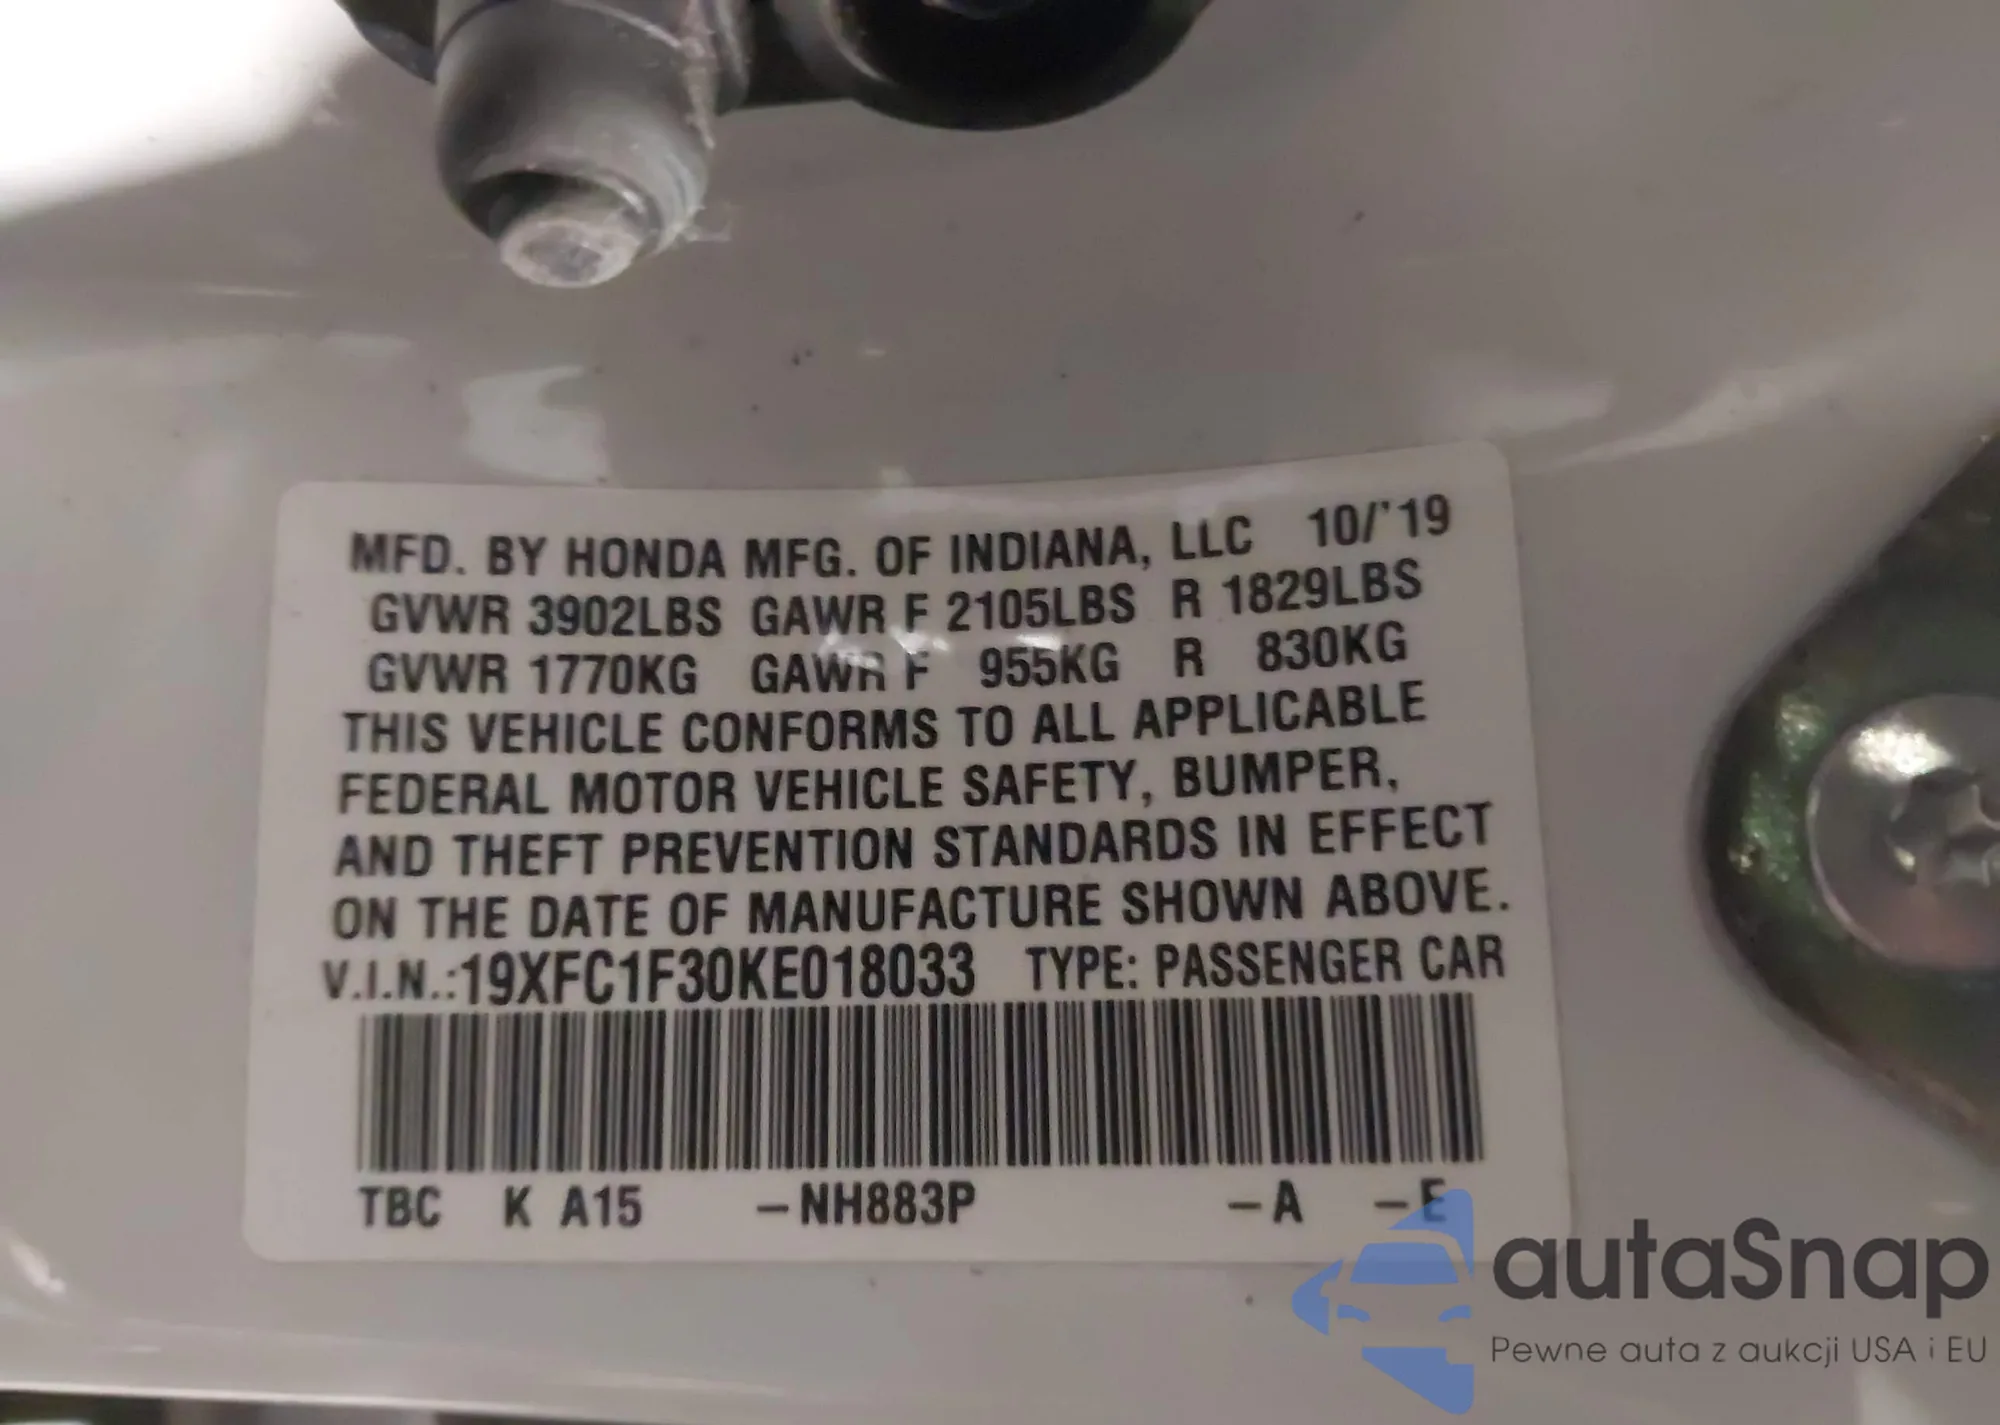 MFD. BY HONDA MFG. OF INDIANA, LLC 10/'19
GVWR 3902LBS GAWR F 2105LBS R 1829LBS
GVWR 1770KG GAWR F 955KG R 830KG
THIS VEHICLE CONFORMS TO ALL APPLICABLE
FEDERAL MOTOR VEHICLE SAFETY, BUMPER,
AND THEFT PREVENTION STANDARDS IN EFFECT
ON THE DATE OF MANUFACTURE SHOWN ABOVE.
V.I.N.:19XFC1F30KE018033 TYPE: PASSENGER CAR
TBC K A15 -NH883P -A -E
autaSnap
Pewne auta z aukcji USA i EU